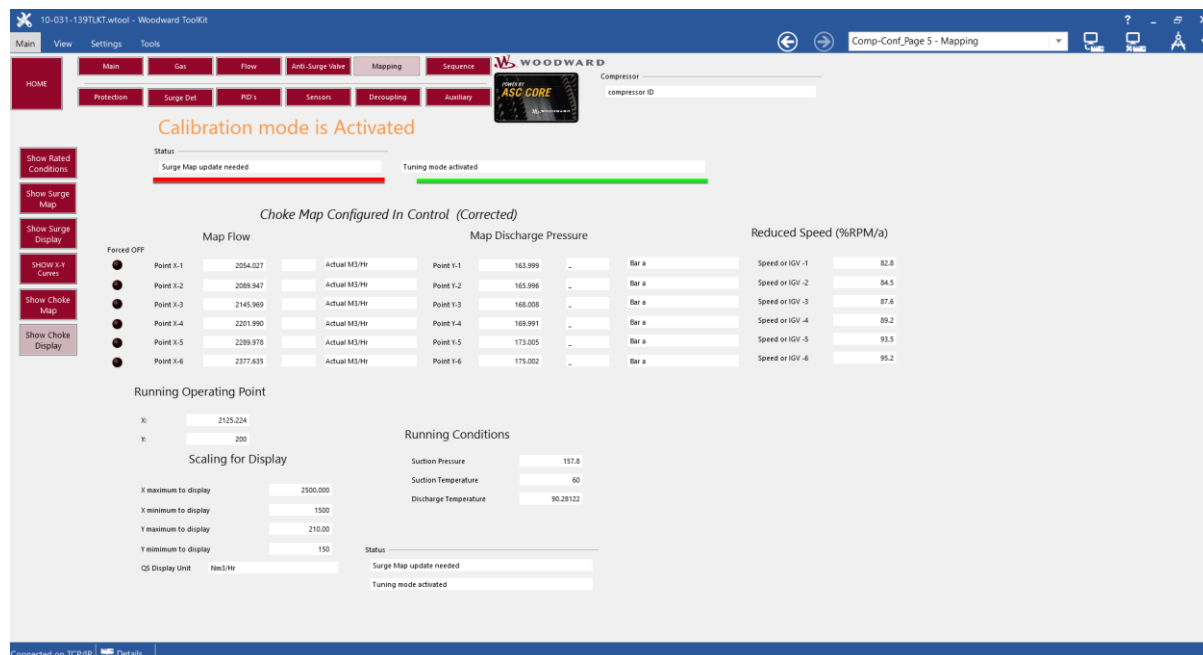 10-031-139TLKT.wtool - Woodward ToolKit
?
Main View Settings Tools
Comp-Conf_Page 5 - Mapping
HOME
Main Gas Flow Anti-Surge Valve Mapping Sequence
Protection Surge Det PID's Sensors Decoupling Auxiliary
WOODWARD
POWER BY
ASC CORE
Compressor
compressor ID
Calibration mode is Activated
Status
Surge Map update needed Tuning mode activated
Show Rated Conditions
Show Surge Map
Show Surge Display
SHOW X-Y Curves
Show Choke Map
Show Choke Display
Choke Map Configured In Control (Corrected)
Map Flow Map Discharge Pressure Reduced Speed (%RPM/a)
Forced OFF
Point X-1 2054.027 Actual M3/Hr Point Y-1 163.999 _ Bar a Speed or IGV -1 82.8
Point X-2 2089.947 Actual M3/Hr Point Y-2 165.996 _ Bar a Speed or IGV -2 84.5
Point X-3 2145.969 Actual M3/Hr Point Y-3 168.008 _ Bar a Speed or IGV -3 87.6
Point X-4 2201.990 Actual M3/Hr Point Y-4 169.991 _ Bar a Speed or IGV -4 89.2
Point X-5 2289.978 Actual M3/Hr Point Y-5 173.005 _ Bar a Speed or IGV -5 93.5
Point X-6 2377.635 Actual M3/Hr Point Y-6 175.002 _ Bar a Speed or IGV -6 95.2
Running Operating Point
X: 2125.224
Y: 200
Scaling for Display
X maximum to display 2500.000
X minimum to display 1500
Y maximum to display 210.00
Y mimimum to display 150
QS Display Unit Nm3/Hr
Running Conditions
Suction Pressure 157.8
Suction Temperature 60
Discharge Temperature 90.28122
Status
Surge Map update needed
Tuning mode activated
Connected on TCP/IP Details